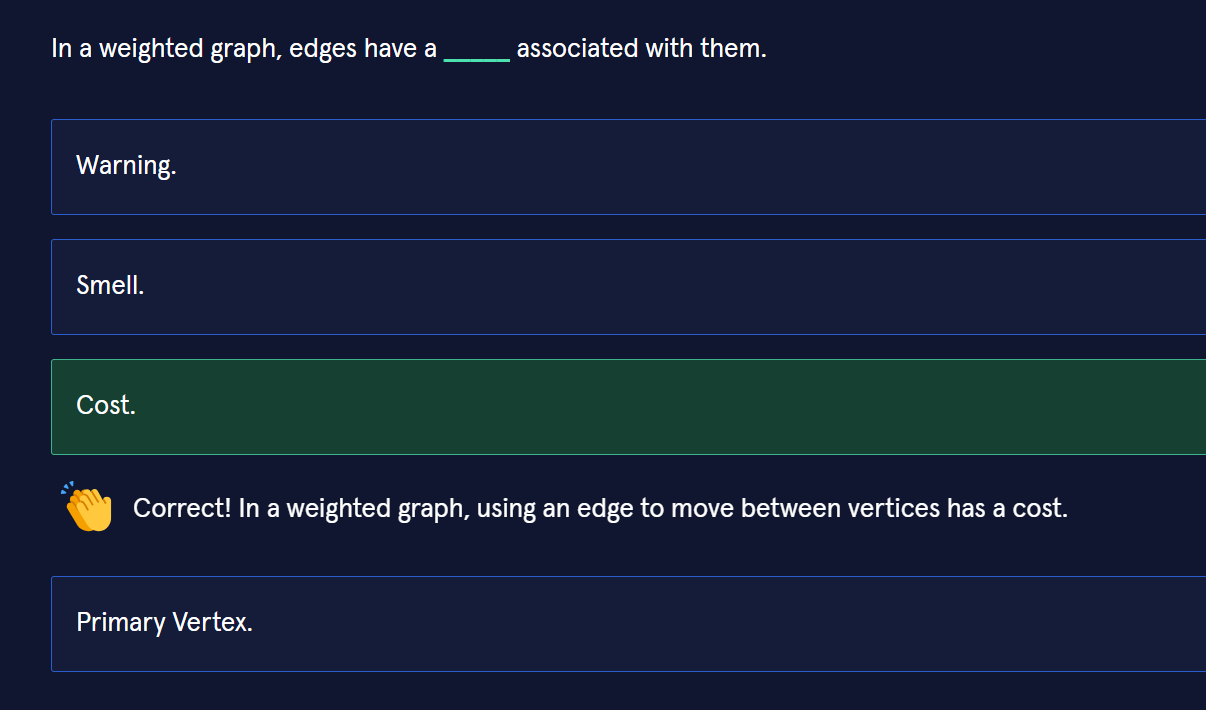 In a weighted graph, edges have a _____ associated with them.
Warning.
Smell.
Cost.
Correct! In a weighted graph, using an edge to move between vertices has a cost.
Primary Vertex.